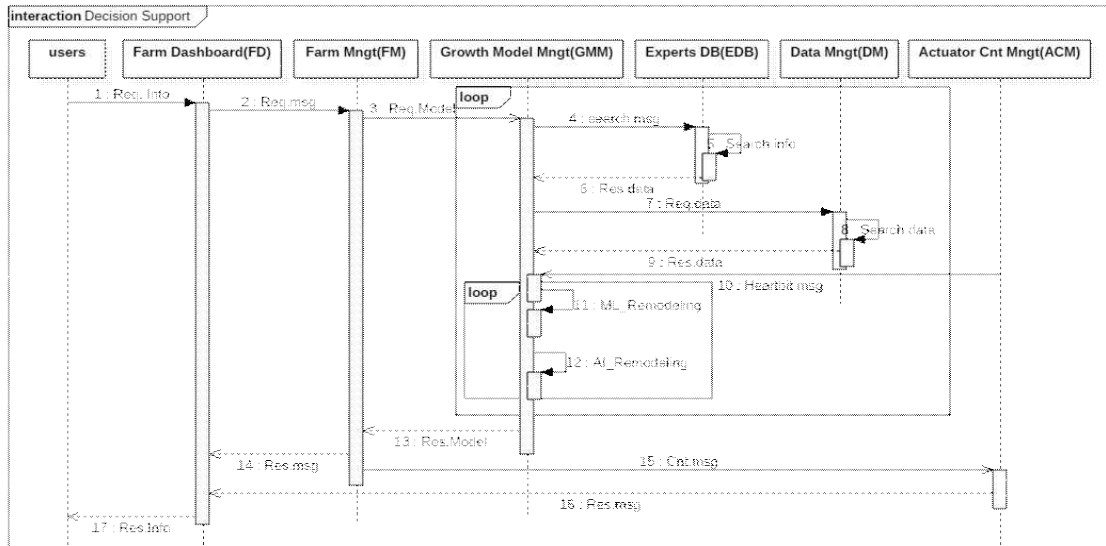 interaction Decision Support
users
Farm Dashboard(FD)
Farm Mngt(FM)
Growth Model Mngt(GMM)
Experts DB(EDB)
Data Mngt(DM)
Actuator Cnt Mngt(ACM)
1 : Req. Info
2 : Req.msg
3 : Req.Model
loop
4 : search msg
5 : Search info
6 : Res.data
7 : Req.data
8 : Search data
9 : Res.data
10 : Heartbit msg
loop
11 : ML_Remodeling
12 : AI_Remodeling
13 : Res.Model
14 : Res.msg
15 : Cnt.msg
16 : Res.msg
17 : Res.Info